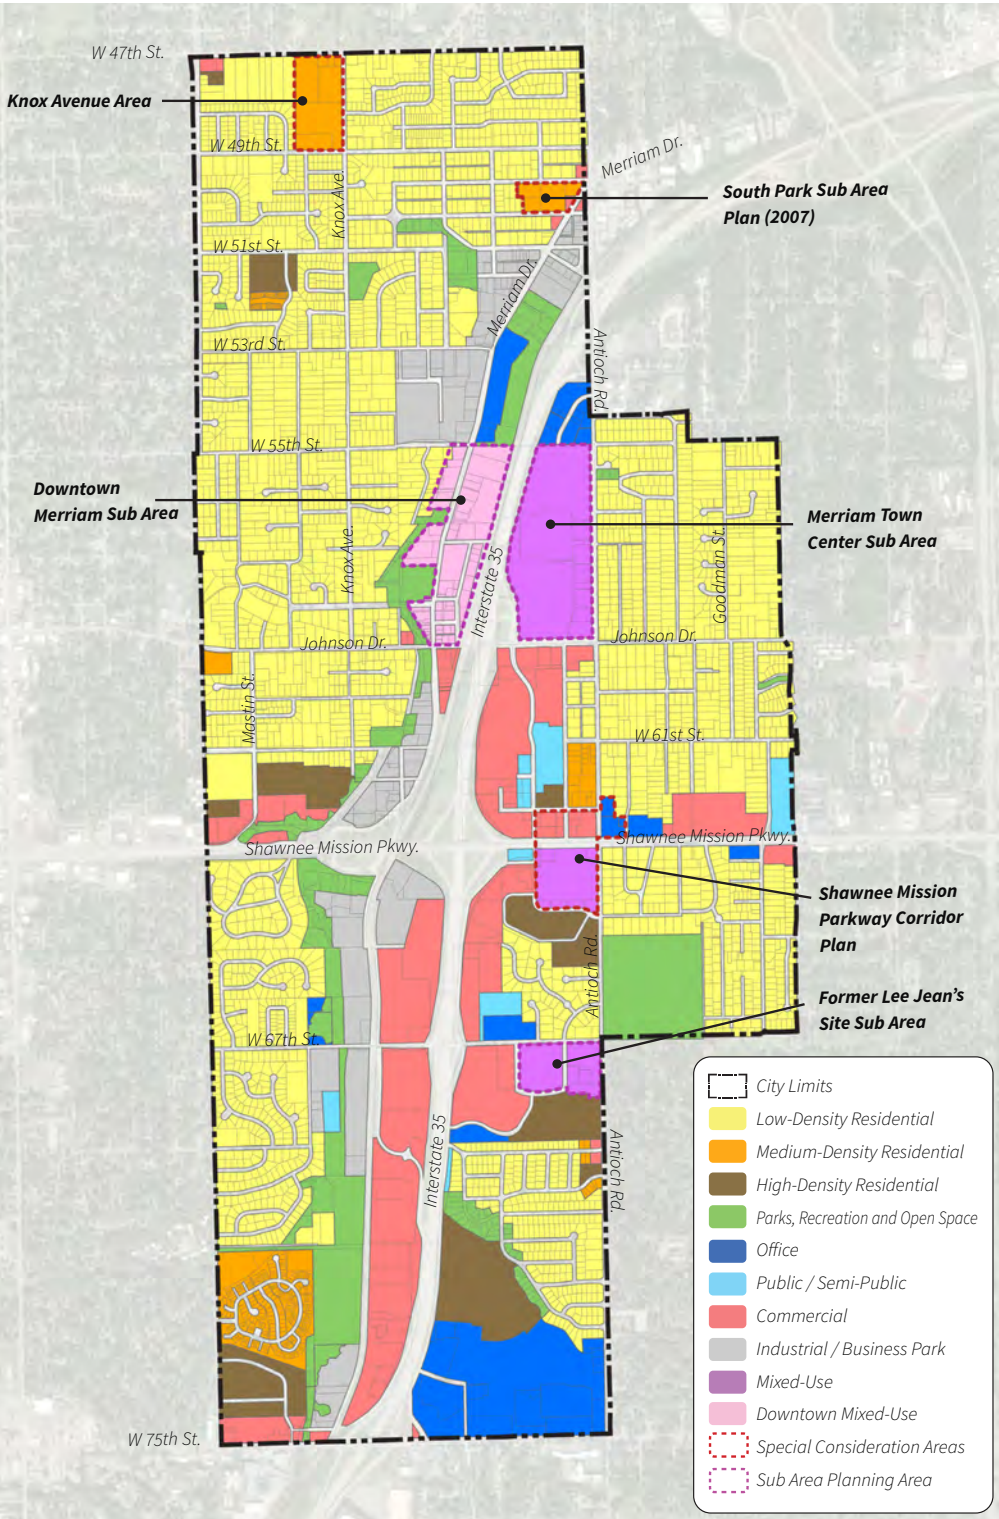 W 47th St.
Knox Avenue Area
W 49th St.
Merriam Dr.
Knox Ave.
South Park Sub Area
Plan (2007)
W 51st St.
Merriam Dr.
W 53rd St.
Antioch Rd.
W 55th St.
Downtown
Merriam Sub Area
Merriam Town
Center Sub Area
Knox Ave.
Interstate 35
Goodman St.
Johnson Dr.
Johnson Dr.
Mastin St.
W 61st St.
Shawnee Mission Pkwy.
Shawnee Mission Pkwy.
Shawnee Mission
Parkway Corridor
Plan
Antioch Rd.
Former Lee Jean's
Site Sub Area
W 67th St.
Interstate 35
Antioch Rd.
W 75th St.
City Limits
Low-Density Residential
Medium-Density Residential
High-Density Residential
Parks, Recreation and Open Space
Office
Public / Semi-Public
Commercial
Industrial / Business Park
Mixed-Use
Downtown Mixed-Use
Special Consideration Areas
Sub Area Planning Area